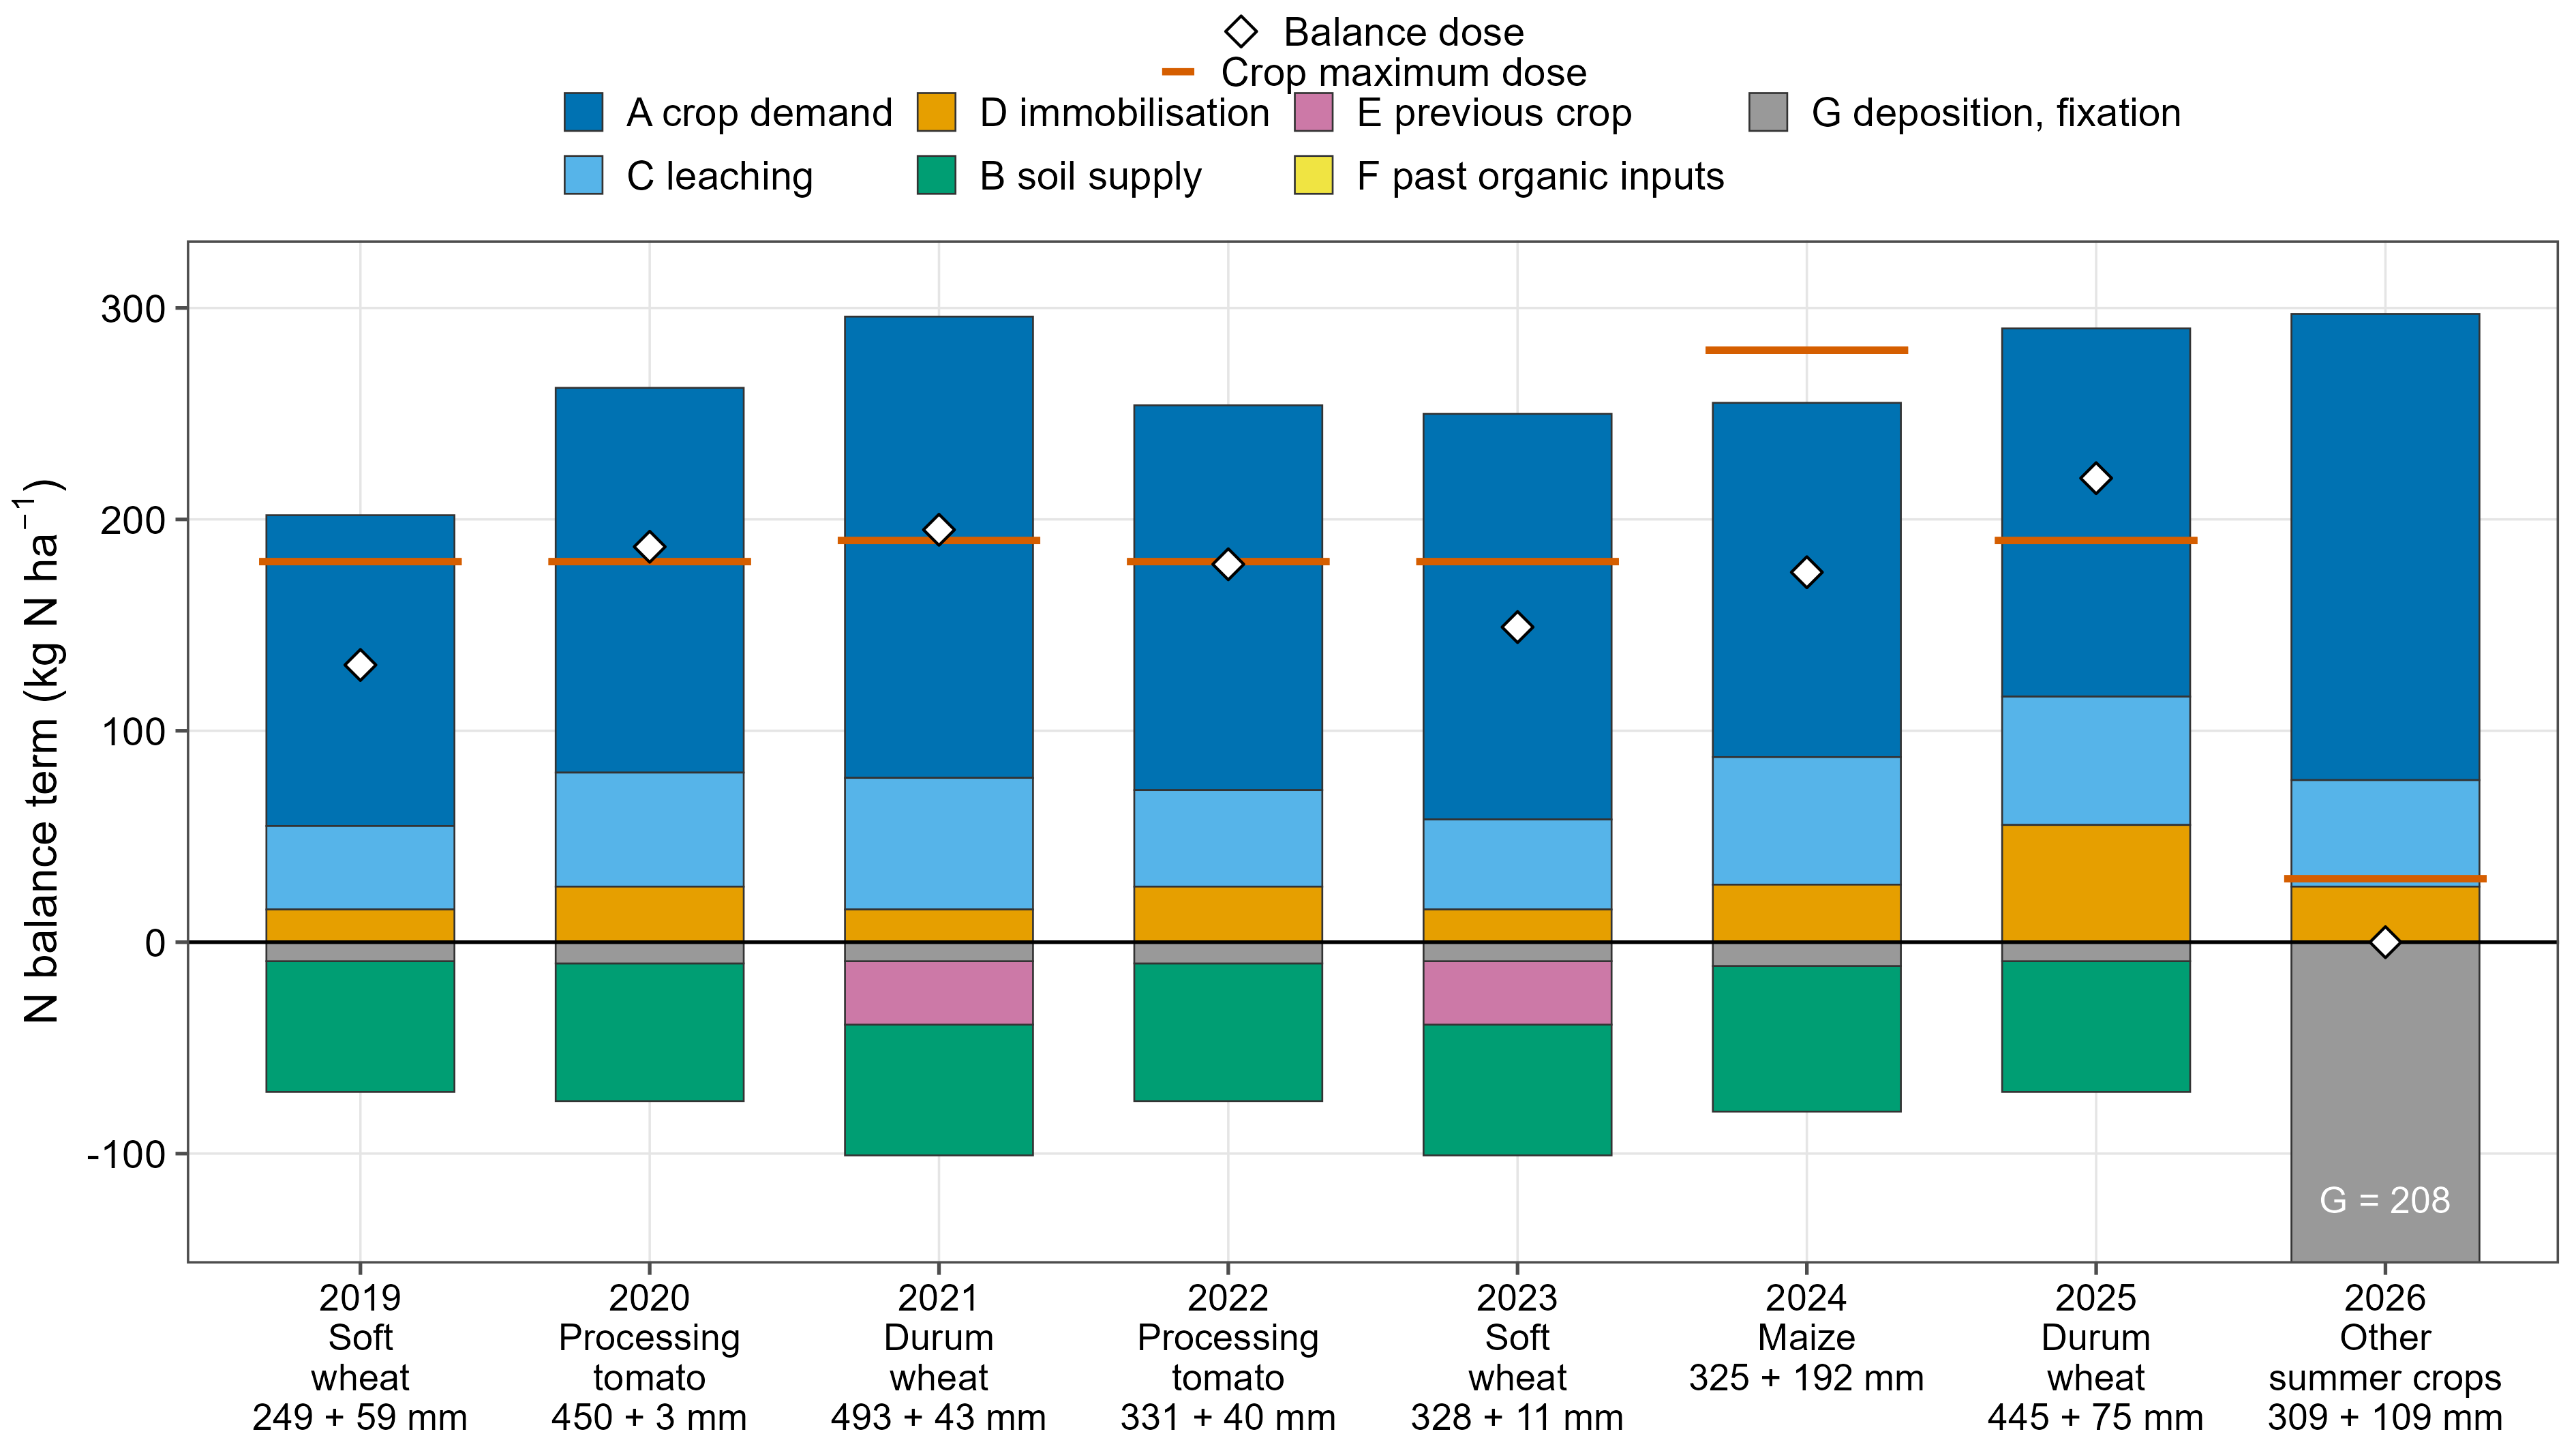 Balance dose
Crop maximum dose
A crop demand
D immobilisation
E previous crop
G deposition, fixation
C leaching
B soil supply
F past organic inputs
N balance term (kg N ha⁻¹)
300
200
100
0
-100
G = 208
2019
Soft
wheat
249 + 59 mm
2020
Processing
tomato
450 + 3 mm
2021
Durum
wheat
493 + 43 mm
2022
Processing
tomato
331 + 40 mm
2023
Soft
wheat
328 + 11 mm
2024
Maize
325 + 192 mm
2025
Durum
wheat
445 + 75 mm
2026
Other
summer crops
309 + 109 mm